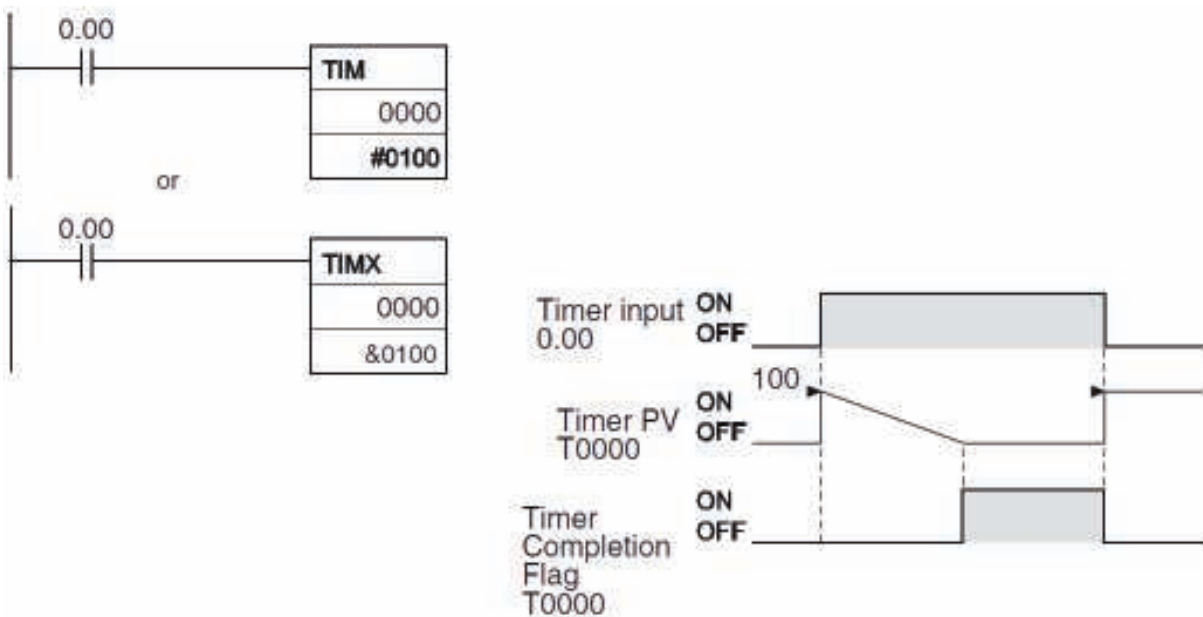 0.00
TIM
0000
#0100
or
0.00
TIMX
0000
&0100
Timer input ON
0.00 OFF
100
Timer PV ON
T0000 OFF
Timer ON
Completion OFF
Flag
T0000